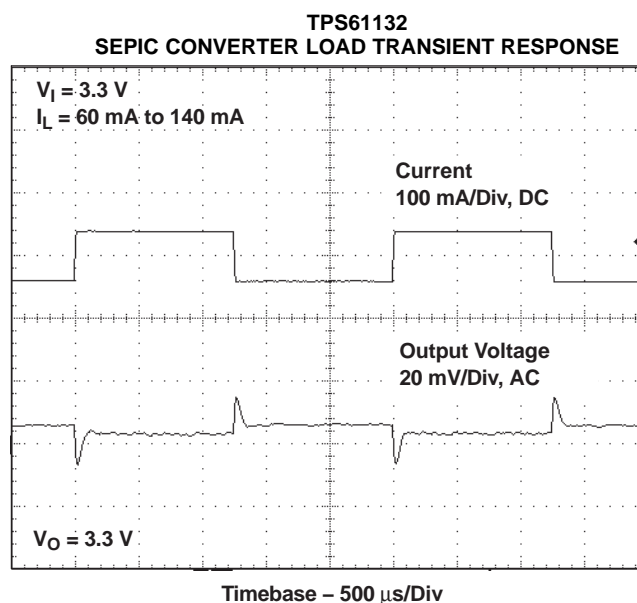 TPS61132
SEPIC CONVERTER LOAD TRANSIENT RESPONSE
VI = 3.3 V
IL = 60 mA to 140 mA
Current
100 mA/Div, DC
Output Voltage
20 mV/Div, AC
VO = 3.3 V
Timebase – 500 µs/Div